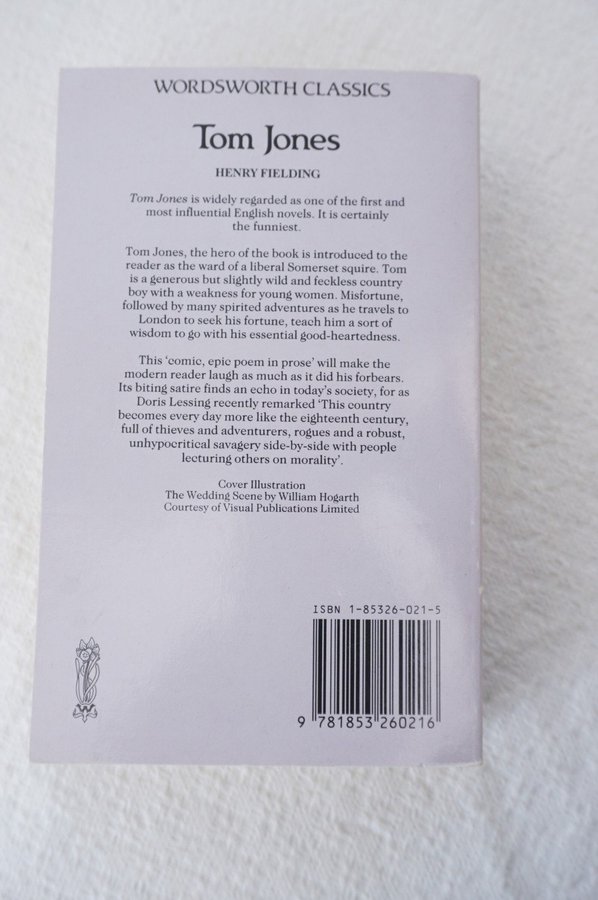 WORDSWORTH CLASSICS
Tom Jones
HENRY FIELDING
Tom Jones is widely regarded as one of the first and
most influential English novels. It is certainly
the funniest.
Tom Jones, the hero of the book is introduced to the
reader as the ward of a liberal Somerset squire. Tom
is a generous but slightly wild and feckless country
boy with a weakness for young women. Misfortune,
followed by many spirited adventures as he travels to
London to seek his fortune, teach him a sort of
wisdom to go with his essential good-heartedness.
This ‘comic, epic poem in prose’ will make the
modern reader laugh as much as it did his forbears.
Its biting satire finds an echo in today’s society, for as
Doris Lessing recently remarked ‘This country
becomes every day more like the eighteenth century,
full of thieves and adventurers, rogues and a robust,
unhypocritical savagery side-by-side with people
lecturing others on morality’.
Cover Illustration
The Wedding Scene by William Hogarth
Courtesy of Visual Publications Limited
ISBN 1-85326-021-5
9 781853 260216
W